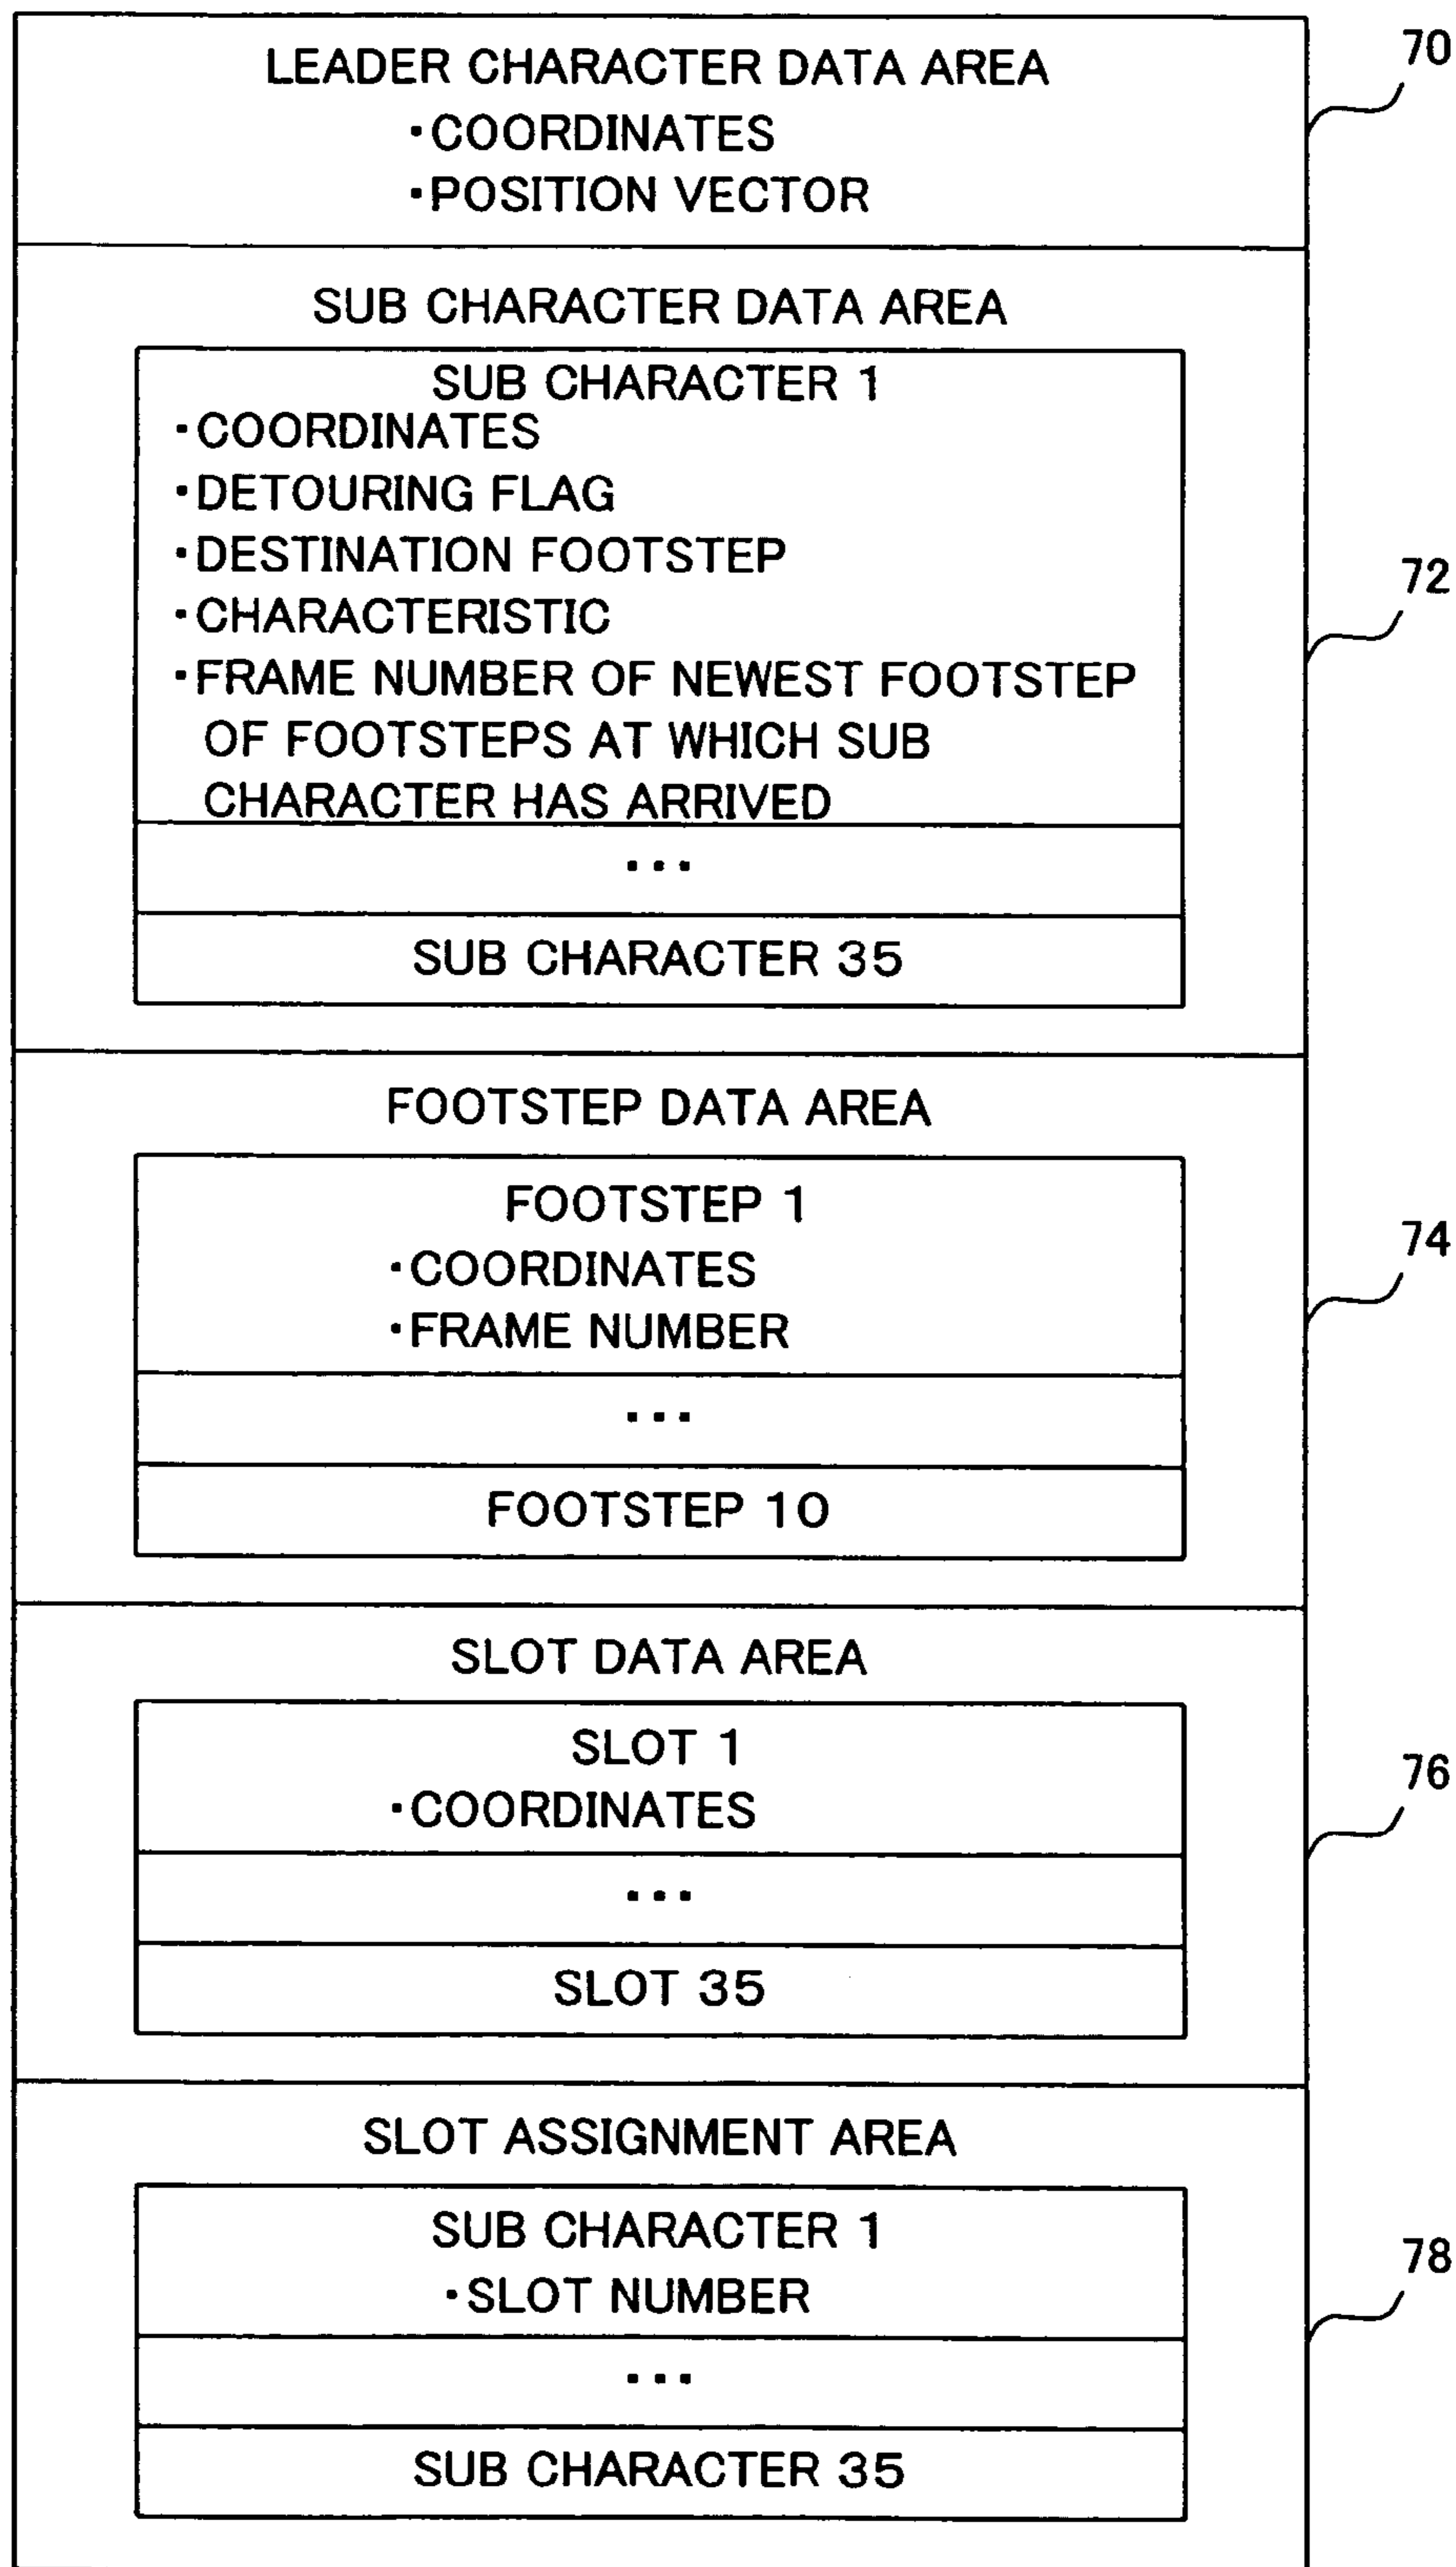 LEADER CHARACTER DATA AREA
・COORDINATES
・POSITION VECTOR
70
SUB CHARACTER DATA AREA
SUB CHARACTER 1
・COORDINATES
・DETOURING FLAG
・DESTINATION FOOTSTEP
・CHARACTERISTIC
・FRAME NUMBER OF NEWEST FOOTSTEP
OF FOOTSTEPS AT WHICH SUB
CHARACTER HAS ARRIVED
...
SUB CHARACTER 35
72
FOOTSTEP DATA AREA
FOOTSTEP 1
・COORDINATES
・FRAME NUMBER
...
FOOTSTEP 10
74
SLOT DATA AREA
SLOT 1
・COORDINATES
...
SLOT 35
76
SLOT ASSIGNMENT AREA
SUB CHARACTER 1
・SLOT NUMBER
...
SUB CHARACTER 35
78